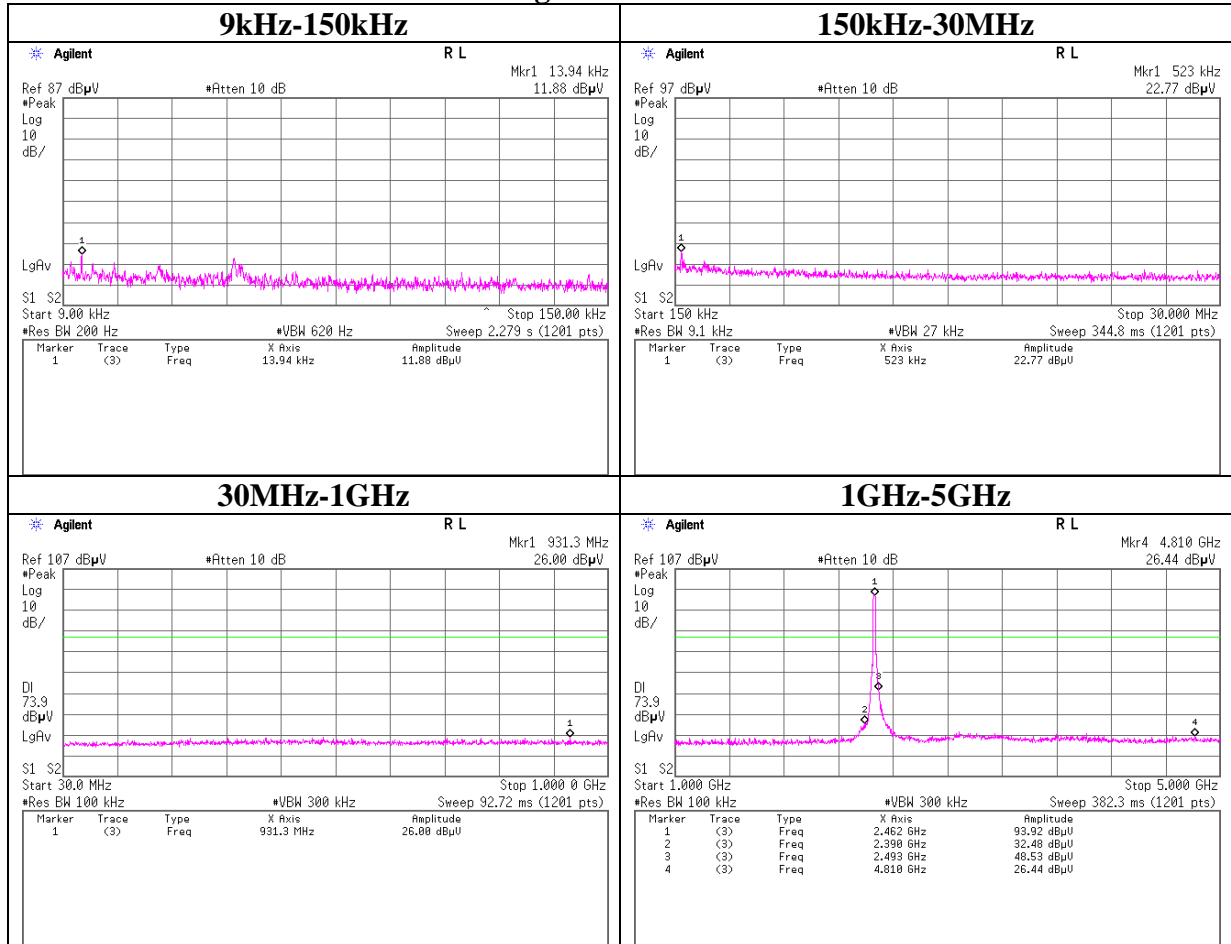 9kHz-150kHz
Agilent R L
Mkr1 13.94 kHz
Ref 87 dBµV #Atten 10 dB 11.88 dBµV
#Peak
Log
10
dB/
1
LgAv
S1 S2
Start 9.00 kHz ^ Stop 150.00 kHz
#Res BW 200 Hz #VBW 620 Hz Sweep 2.279 s (1201 pts)
Marker Trace Type X Axis Amplitude
1 (3) Freq 13.94 kHz 11.88 dBµV
150kHz-30MHz
Agilent R L
Mkr1 523 kHz
Ref 97 dBµV #Atten 10 dB 22.77 dBµV
#Peak
Log
10
dB/
1
LgAv
S1 S2
Start 150 kHz Stop 30.000 MHz
#Res BW 9.1 kHz #VBW 27 kHz Sweep 344.8 ms (1201 pts)
Marker Trace Type X Axis Amplitude
1 (3) Freq 523 kHz 22.77 dBµV
30MHz-1GHz
Agilent R L
Mkr1 931.3 MHz
Ref 107 dBµV #Atten 10 dB 26.00 dBµV
#Peak
Log
10
dB/
DI
73.9
dBµV
1
LgAv
S1 S2
Start 30.0 MHz Stop 1.000 0 GHz
#Res BW 100 kHz #VBW 300 kHz Sweep 92.72 ms (1201 pts)
Marker Trace Type X Axis Amplitude
1 (3) Freq 931.3 MHz 26.00 dBµV
1GHz-5GHz
Agilent R L
Mkr4 4.810 GHz
Ref 107 dBµV #Atten 10 dB 26.44 dBµV
#Peak
1
Log
10
dB/
3
DI
73.9
dBµV
2 4
LgAv
S1 S2
Start 1.000 GHz Stop 5.000 GHz
#Res BW 100 kHz #VBW 300 kHz Sweep 382.3 ms (1201 pts)
Marker Trace Type X Axis Amplitude
1 (3) Freq 2.462 GHz 93.92 dBµV
2 (3) Freq 2.390 GHz 32.48 dBµV
3 (3) Freq 2.493 GHz 48.53 dBµV
4 (3) Freq 4.810 GHz 26.44 dBµV